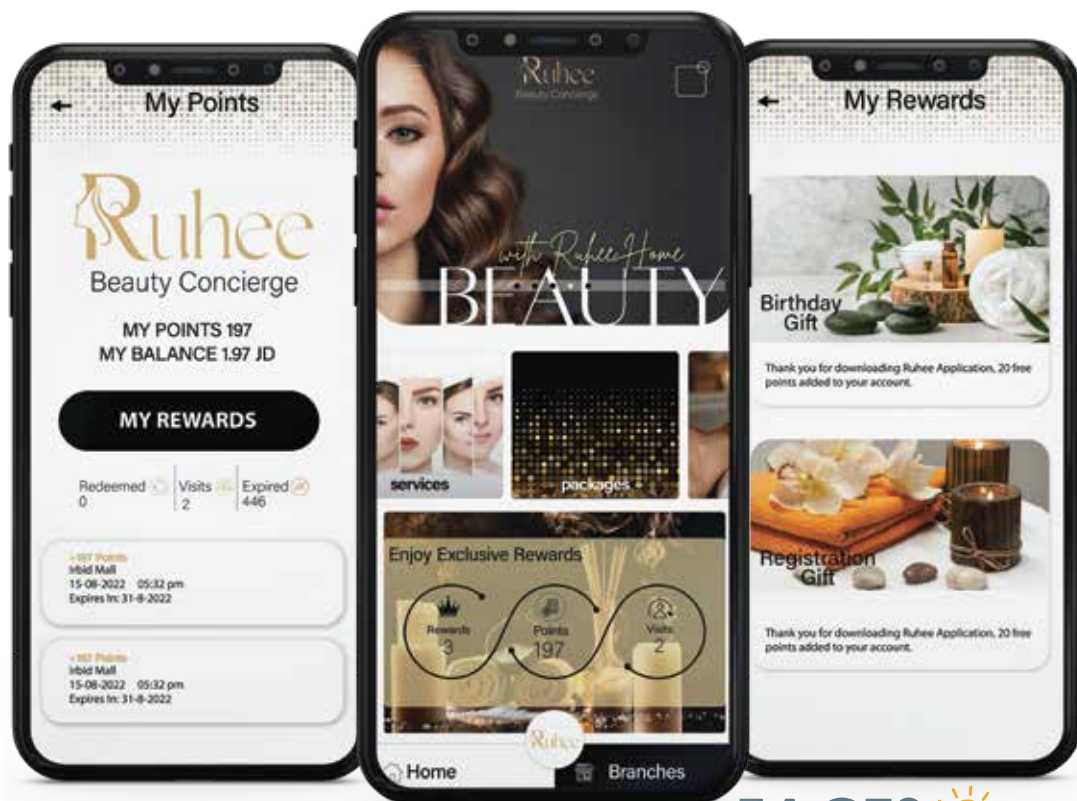 My Points
Ruhee
Beauty Concierge
MY POINTS 197
MY BALANCE 1.97 JD
MY REWARDS
Redeemed
0
Visits
2
Expired
446
+197 Points
Irbid Mall
15-08-2022 05:32 pm
Expires In: 31-8-2022
+197 Points
Irbid Mall
15-08-2022 05:32 pm
Expires In: 31-8-2022
Ruhee
Beauty Concierge
with Ruhee Home
BEAUTY
services
packages
Enjoy Exclusive Rewards
Rewards
3
Points
197
Visits
2
Ruhee
Home
Branches
My Rewards
Birthday
Gift
Thank you for downloading Ruhee Application, 20 free
points added to your account.
Registration
Gift
Thank you for downloading Ruhee Application, 20 free
points added to your account.